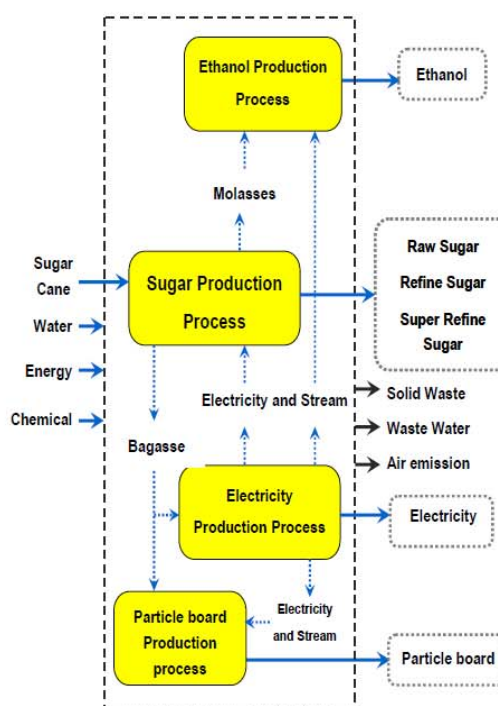 Ethanol Production
Process
Ethanol
Molasses
Sugar
Cane
Water
Energy
Chemical
Sugar Production
Process
Raw Sugar
Refine Sugar
Super Refine
Sugar
Electricity and Stream
Solid Waste
Waste Water
Air emission
Bagasse
Electricity
Production Process
Electricity
Particle board
Production
process
Electricity
and Stream
Particle board